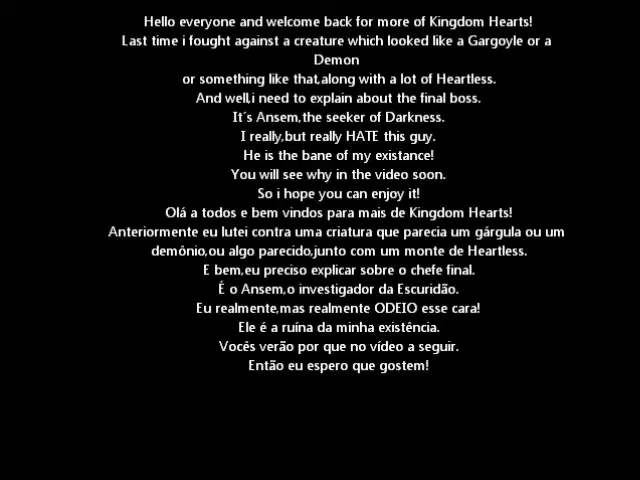 Hello everyone and welcome back for more of Kingdom Hearts!
Last time i fought against a creature which looked like a Gargoyle or a
Demon
or something like that,along with a lot of Heartless.
And well,i need to explain about the final boss.
It´s Ansem,the seeker of Darkness.
I really,but really HATE this guy.
He is the bane of my existance!
You will see why in the video soon.
So i hope you can enjoy it!
Olá a todos e bem vindos para mais de Kingdom Hearts!
Anteriormente eu lutei contra uma criatura que parecia um gárgula ou um
demônio,ou algo parecido,junto com um monte de Heartless.
E bem,eu preciso explicar sobre o chefe final.
É o Ansem,o investigador da Escuridão.
Eu realmente,mas realmente ODEIO esse cara!
Ele é a ruína da minha existência.
Vocês verão por que no vídeo a seguir.
Então eu espero que gostem!